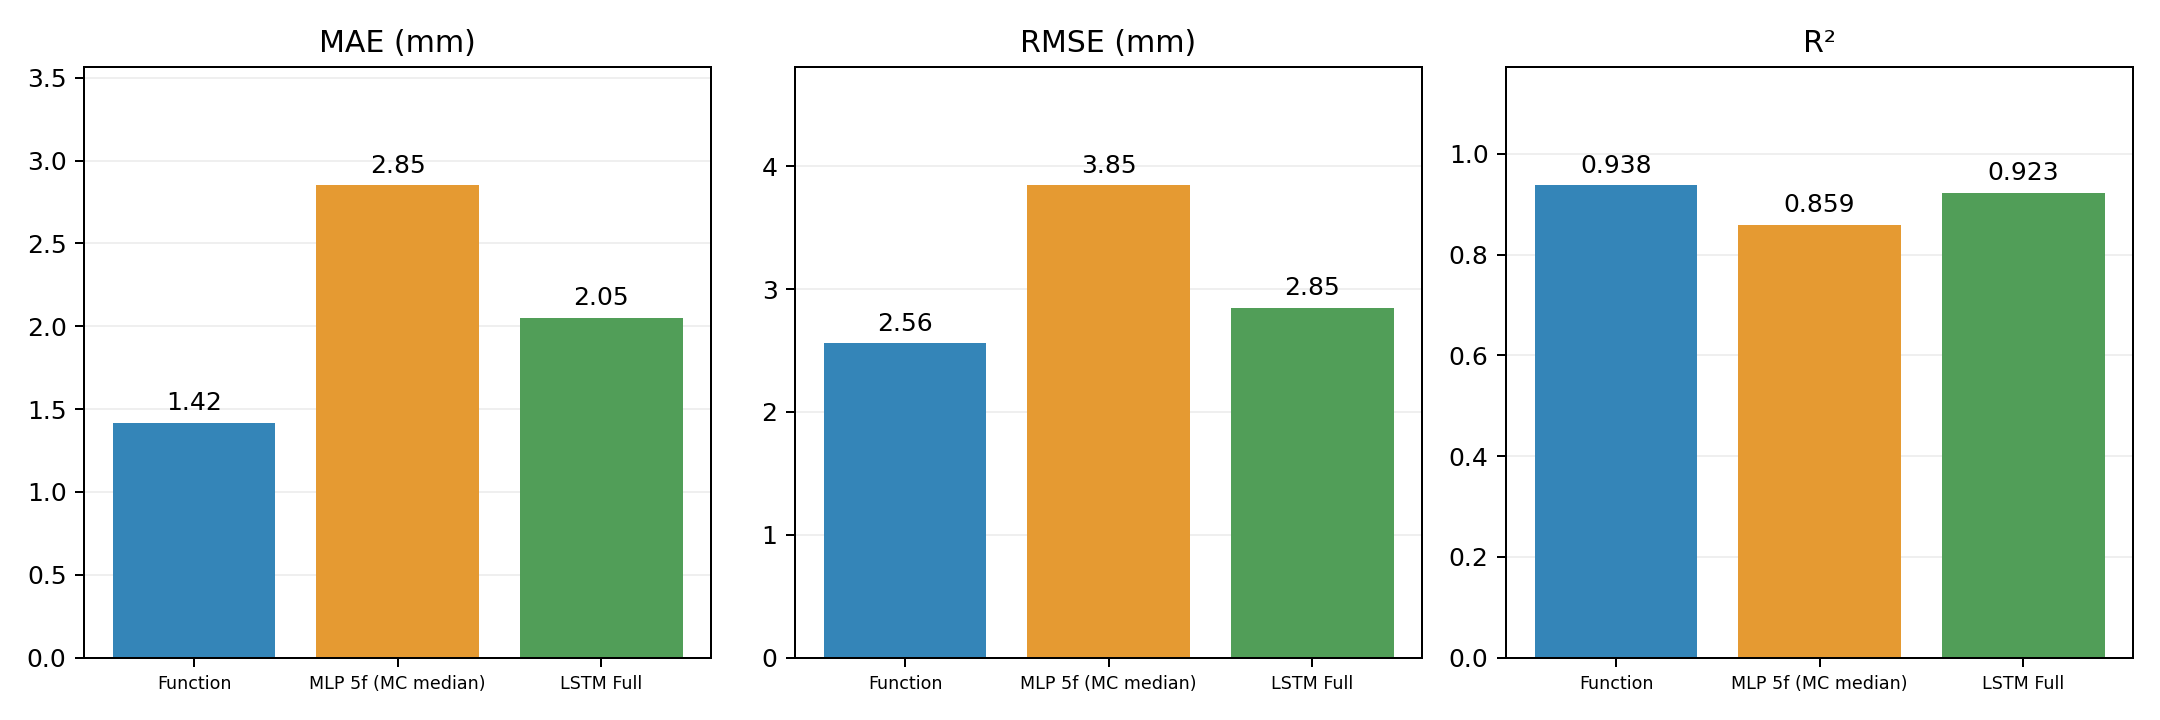 MAE (mm)
3.5
3.0
2.5
2.0
1.5
1.0
0.5
0.0
1.42
2.85
2.05
Function
MLP 5f (MC median)
LSTM Full
RMSE (mm)
4
3
2
1
0
2.56
3.85
2.85
Function
MLP 5f (MC median)
LSTM Full
R²
1.0
0.8
0.6
0.4
0.2
0.0
0.938
0.859
0.923
Function
MLP 5f (MC median)
LSTM Full